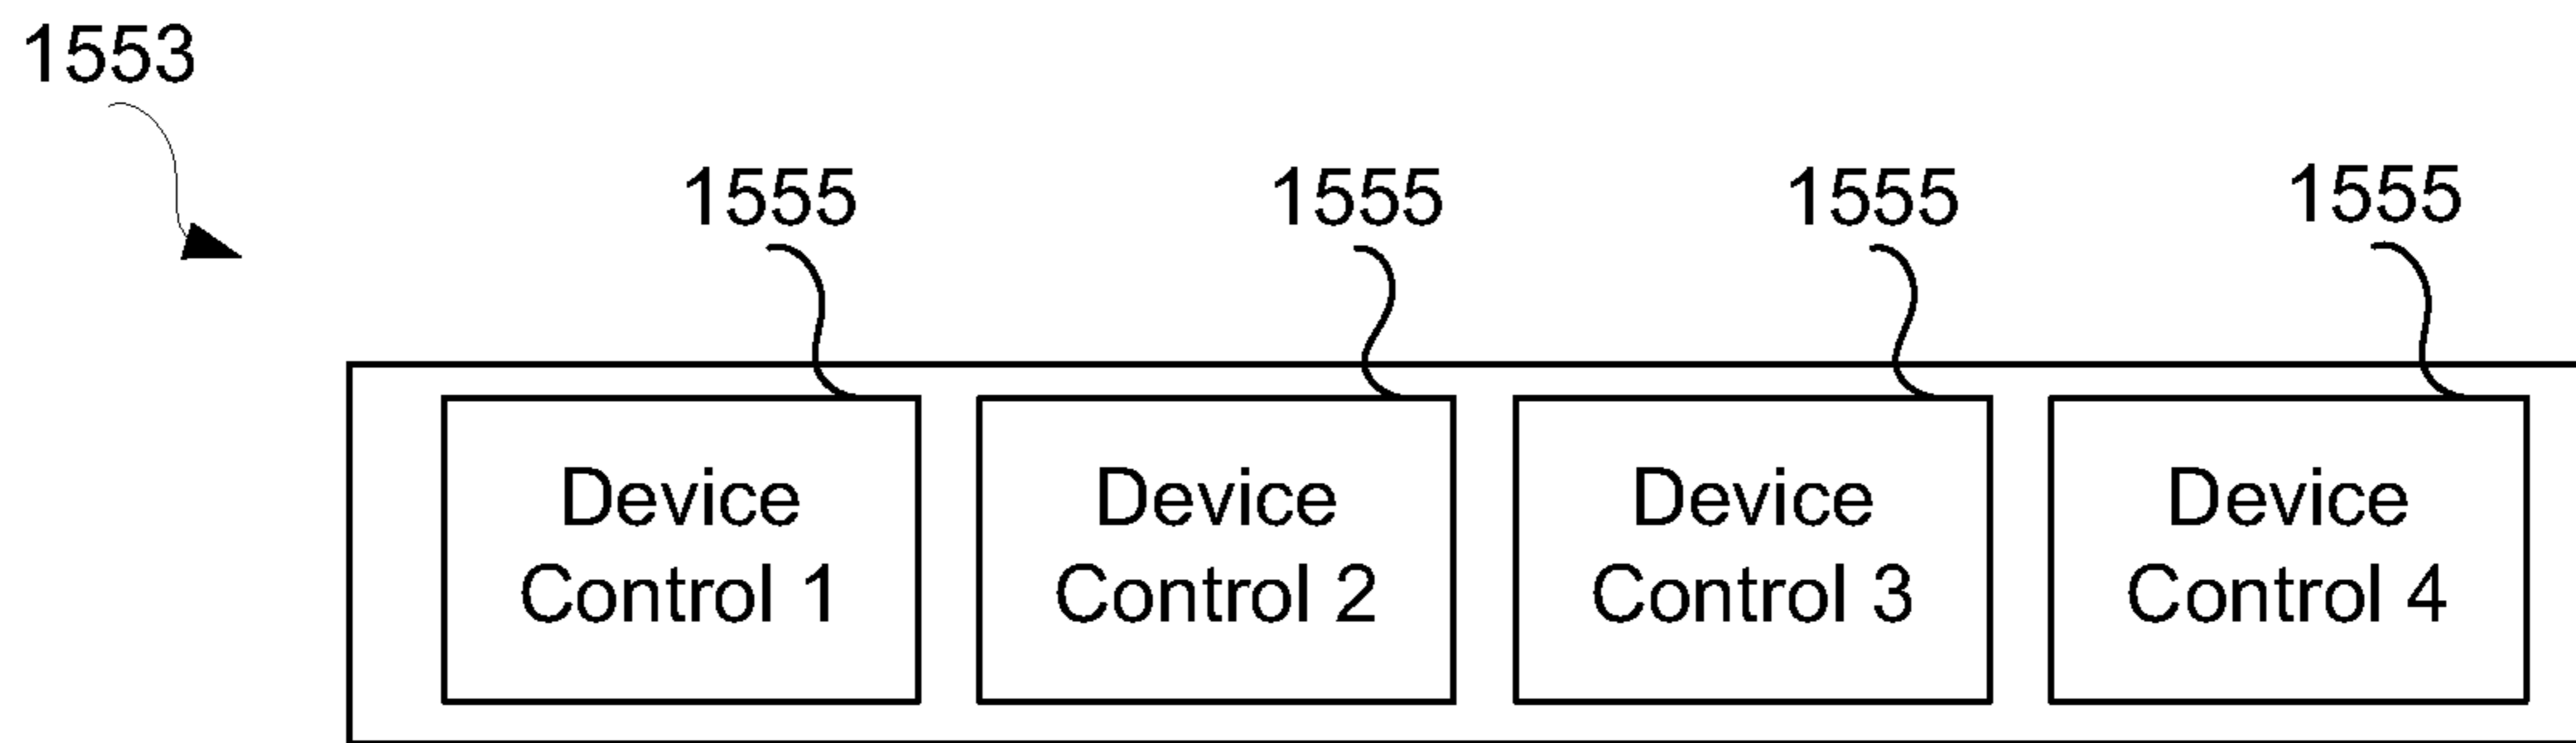 1553
1555 1555 1555 1555
Device Control 1
Device Control 2
Device Control 3
Device Control 4